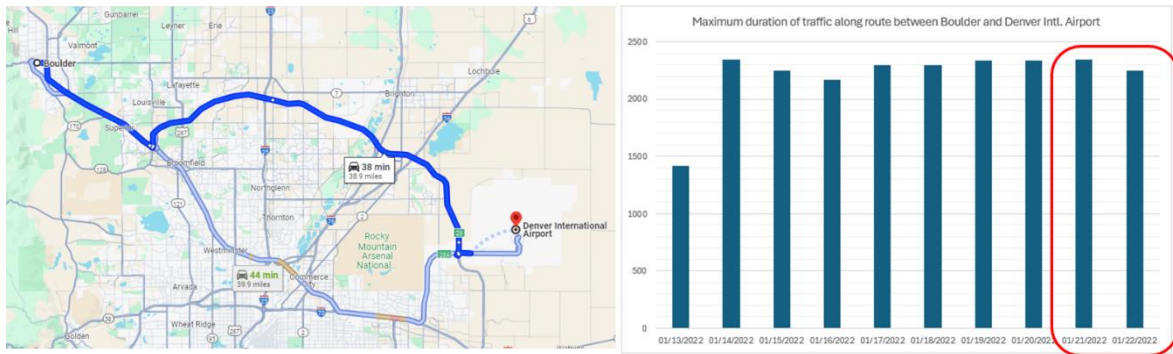 Gunbarrel
Leyner
Erie
Hill
Valmont
Boulder
Lochbuie
Lafayette
Louisville
Brighton
Superior
Broomfield
38 min
38.9 miles
Northglenn
Thornton
Denver International
Airport
Rocky
Mountain
Arsenal
National...
Westminster
44 min
39.9 miles
Commerce
City
Arvada
Wheat Ridge
Golden
Maximum duration of traffic along route between Boulder and Denver Intl. Airport
2500
2000
1500
1000
500
0
01/13/2022 01/14/2022 01/15/2022 01/16/2022 01/17/2022 01/18/2022 01/19/2022 01/20/2022 01/21/2022 01/22/2022